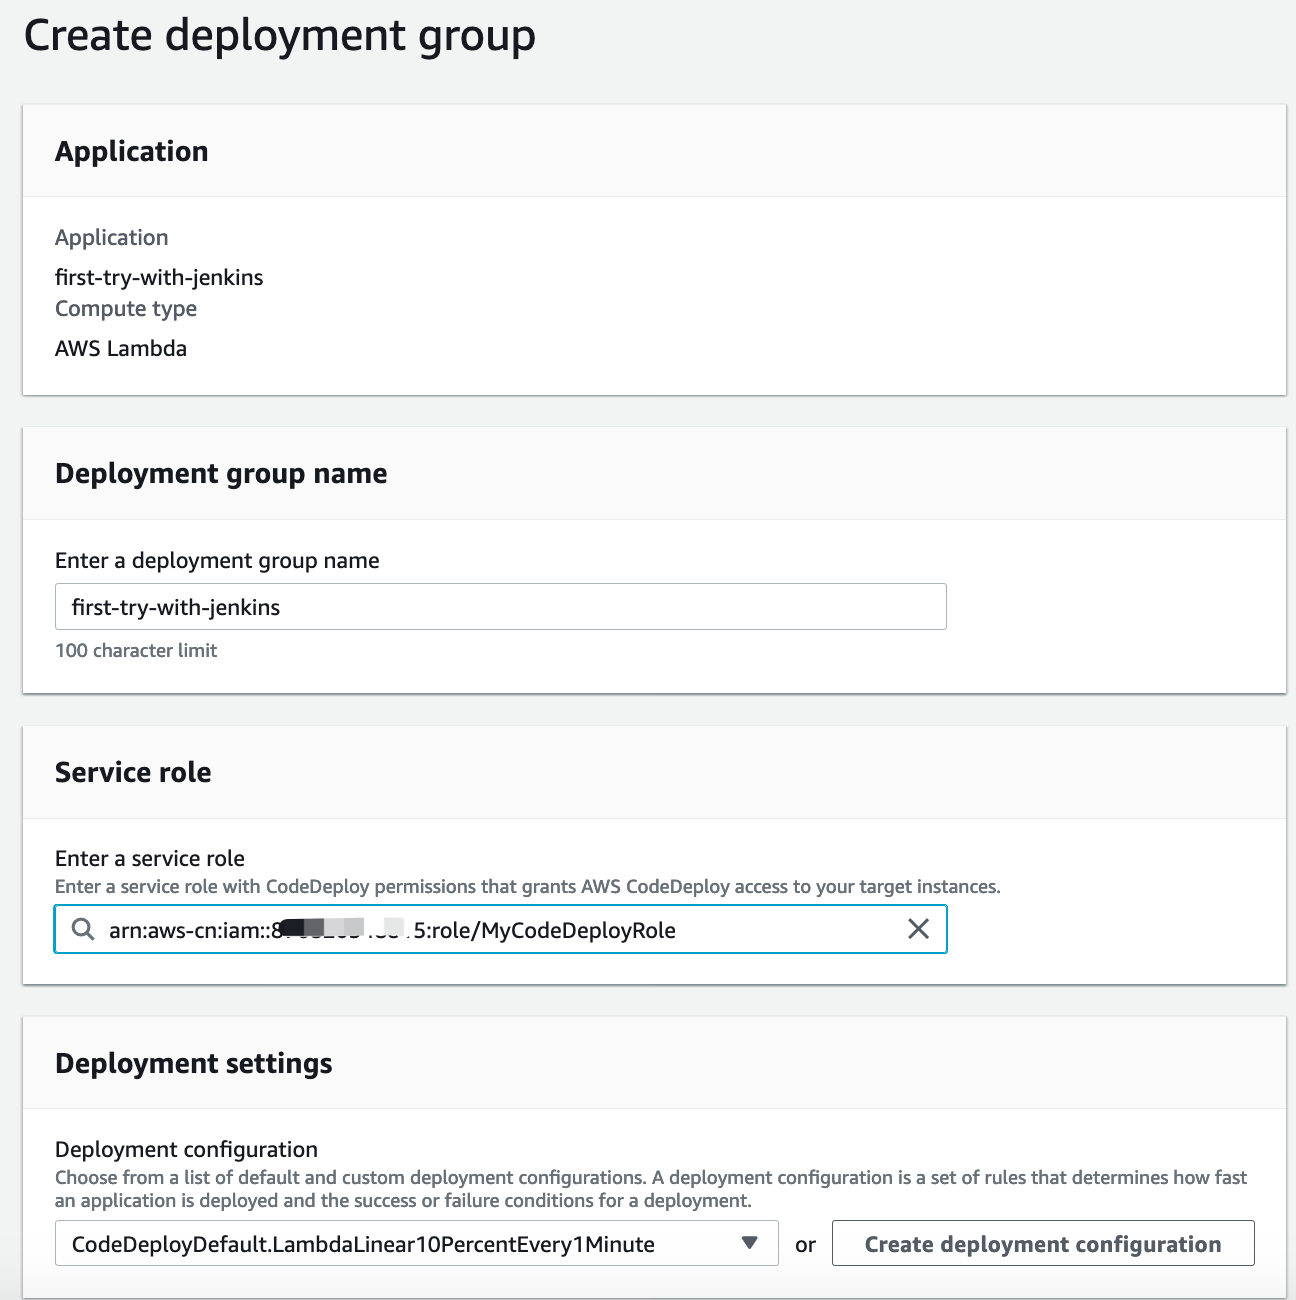 Create deployment group
Application
Application
first-try-with-jenkins
Compute type
AWS Lambda
Deployment group name
Enter a deployment group name
first-try-with-jenkins
100 character limit
Service role
Enter a service role
Enter a service role with CodeDeploy permissions that grants AWS CodeDeploy access to your target instances.
arn:aws-cn:iam::8 5:role/MyCodeDeployRole
Deployment settings
Deployment configuration
Choose from a list of default and custom deployment configurations. A deployment configuration is a set of rules that determines how fast
an application is deployed and the success or failure conditions for a deployment.
CodeDeployDefault.LambdaLinear10PercentEvery1Minute or Create deployment configuration